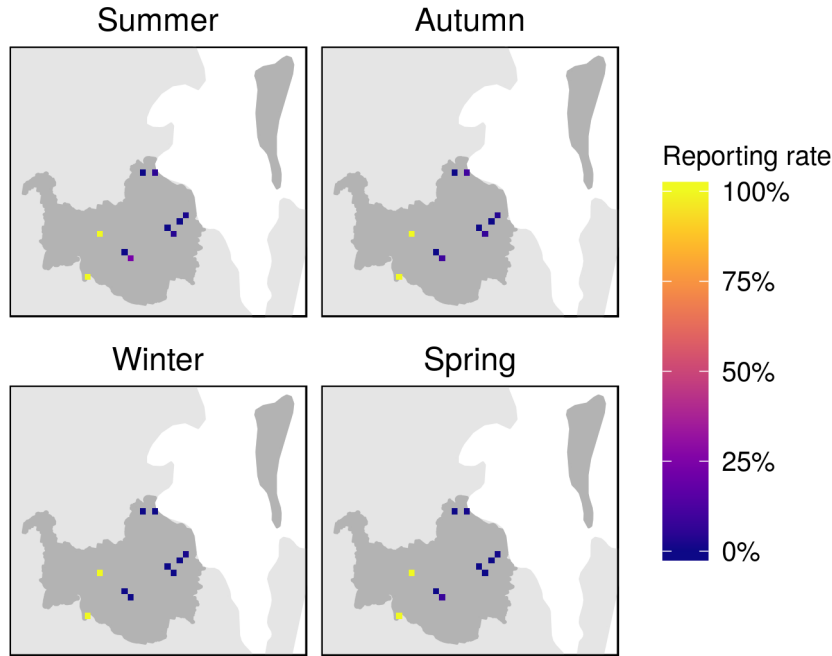 Summer
Autumn
Winter
Spring
Reporting rate
100%
75%
50%
25%
0%